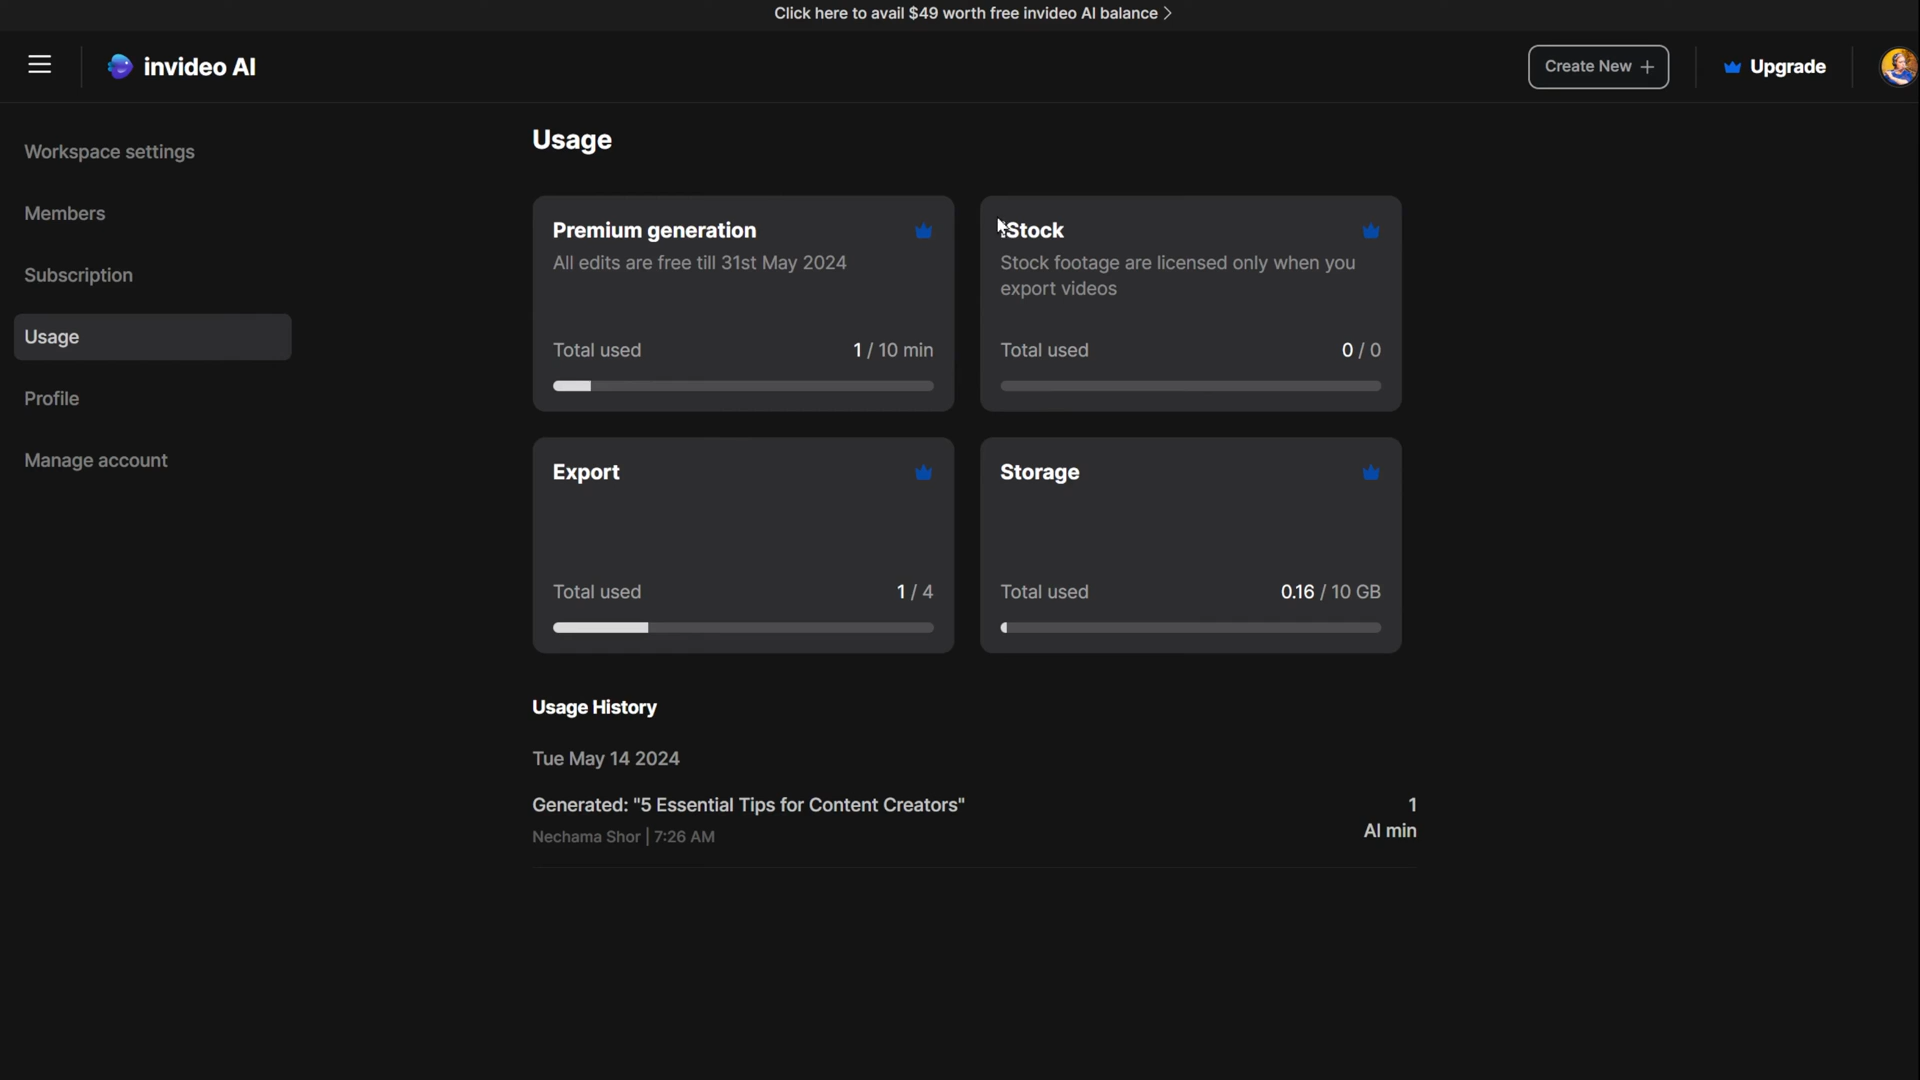 Click here to avail $49 worth free invideo AI balance >
invideo AI
Create New +
Upgrade
Workspace settings
Members
Subscription
Usage
Profile
Manage account
Usage
Premium generation
All edits are free till 31st May 2024
Total used 1 / 10 min
iStock
Stock footage are licensed only when you
export videos
Total used 0 / 0
Export
Total used 1 / 4
Storage
Total used 0.16 / 10 GB
Usage History
Tue May 14 2024
Generated: "5 Essential Tips for Content Creators" 1
Nechama Shor | 7:26 AM AI min